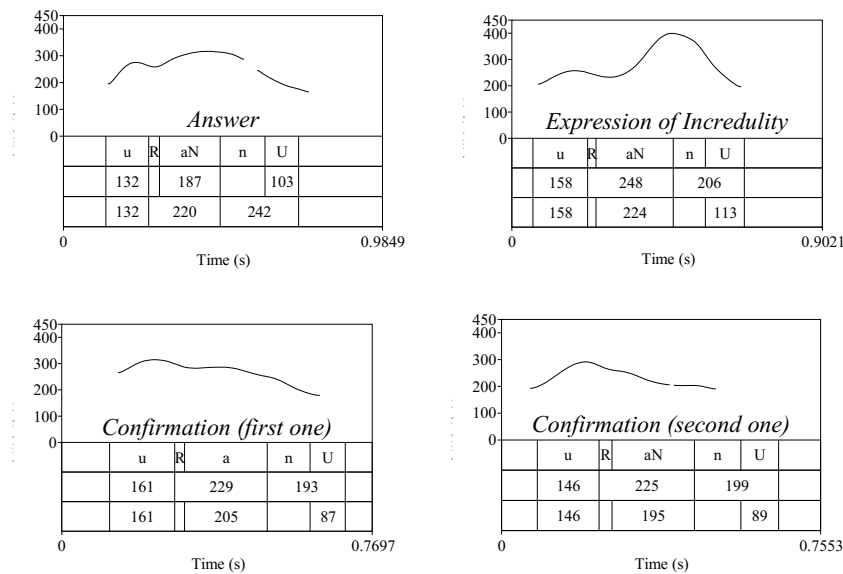 450
400
300
200
100
0
Answer
u R aN n U
132 187 103
132 220 242
0 0.9849
Time (s)
450
400
300
200
100
0
Expression of Incredulity
u R aN n U
158 248 206
158 224 113
0 0.9021
Time (s)
450
400
300
200
100
0
Confirmation (first one)
u R a n U
161 229 193
161 205 87
0 0.7697
Time (s)
450
400
300
200
100
0
Confirmation (second one)
u R aN n U
146 225 199
146 195 89
0 0.7553
Time (s)